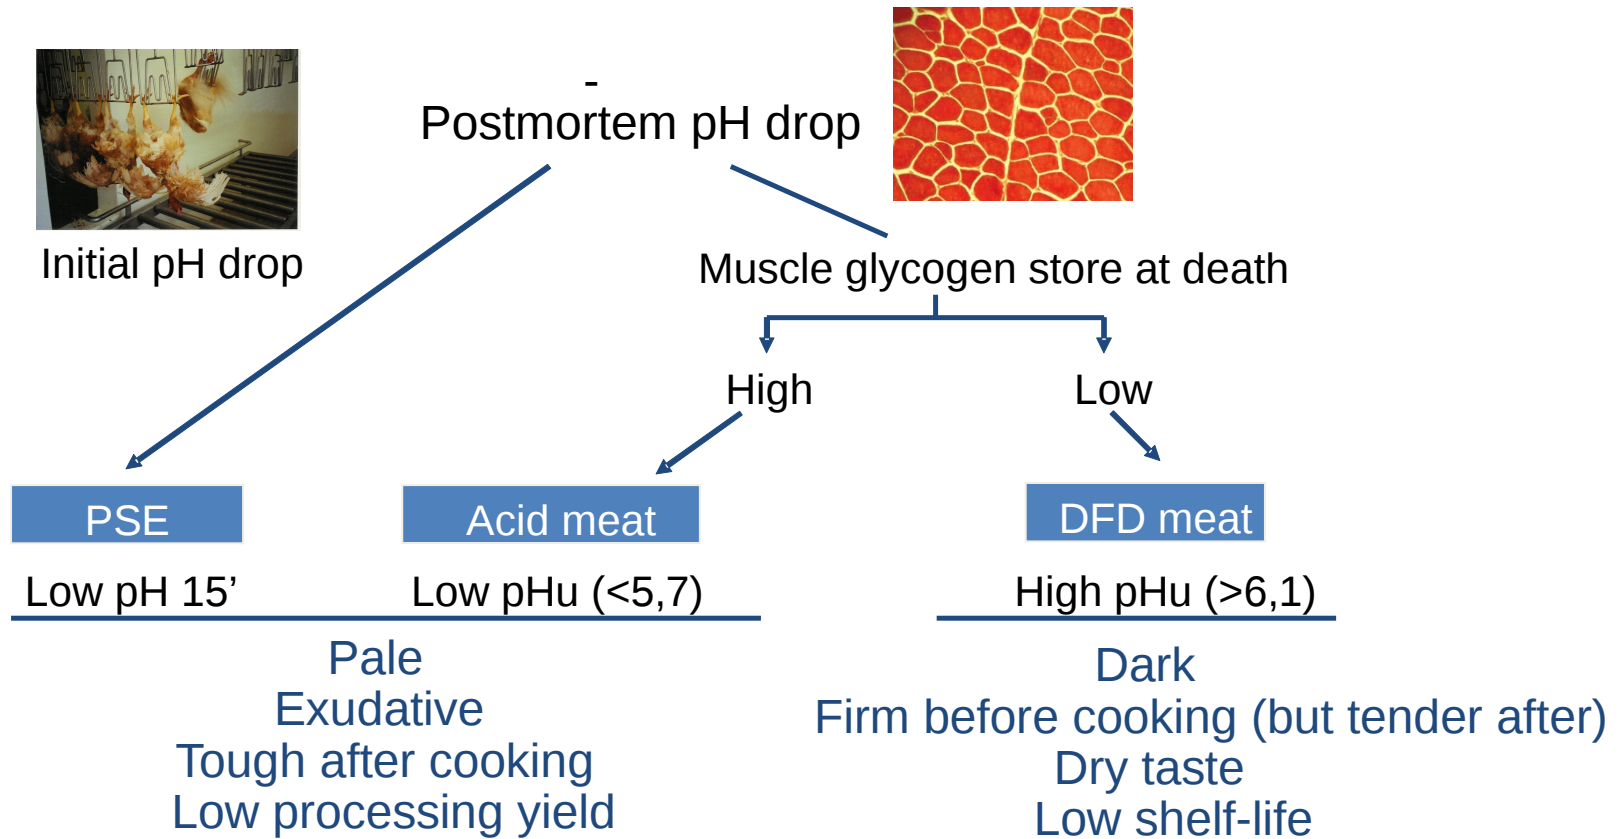 -
Postmortem pH drop
Initial pH drop
Muscle glycogen store at death
High
Low
PSE
Acid meat
DFD meat
Low pH 15’
Low pHu (<5,7)
High pHu (>6,1)
Pale
Exudative
Tough after cooking
Low processing yield
Dark
Firm before cooking (but tender after)
Dry taste
Low shelf-life